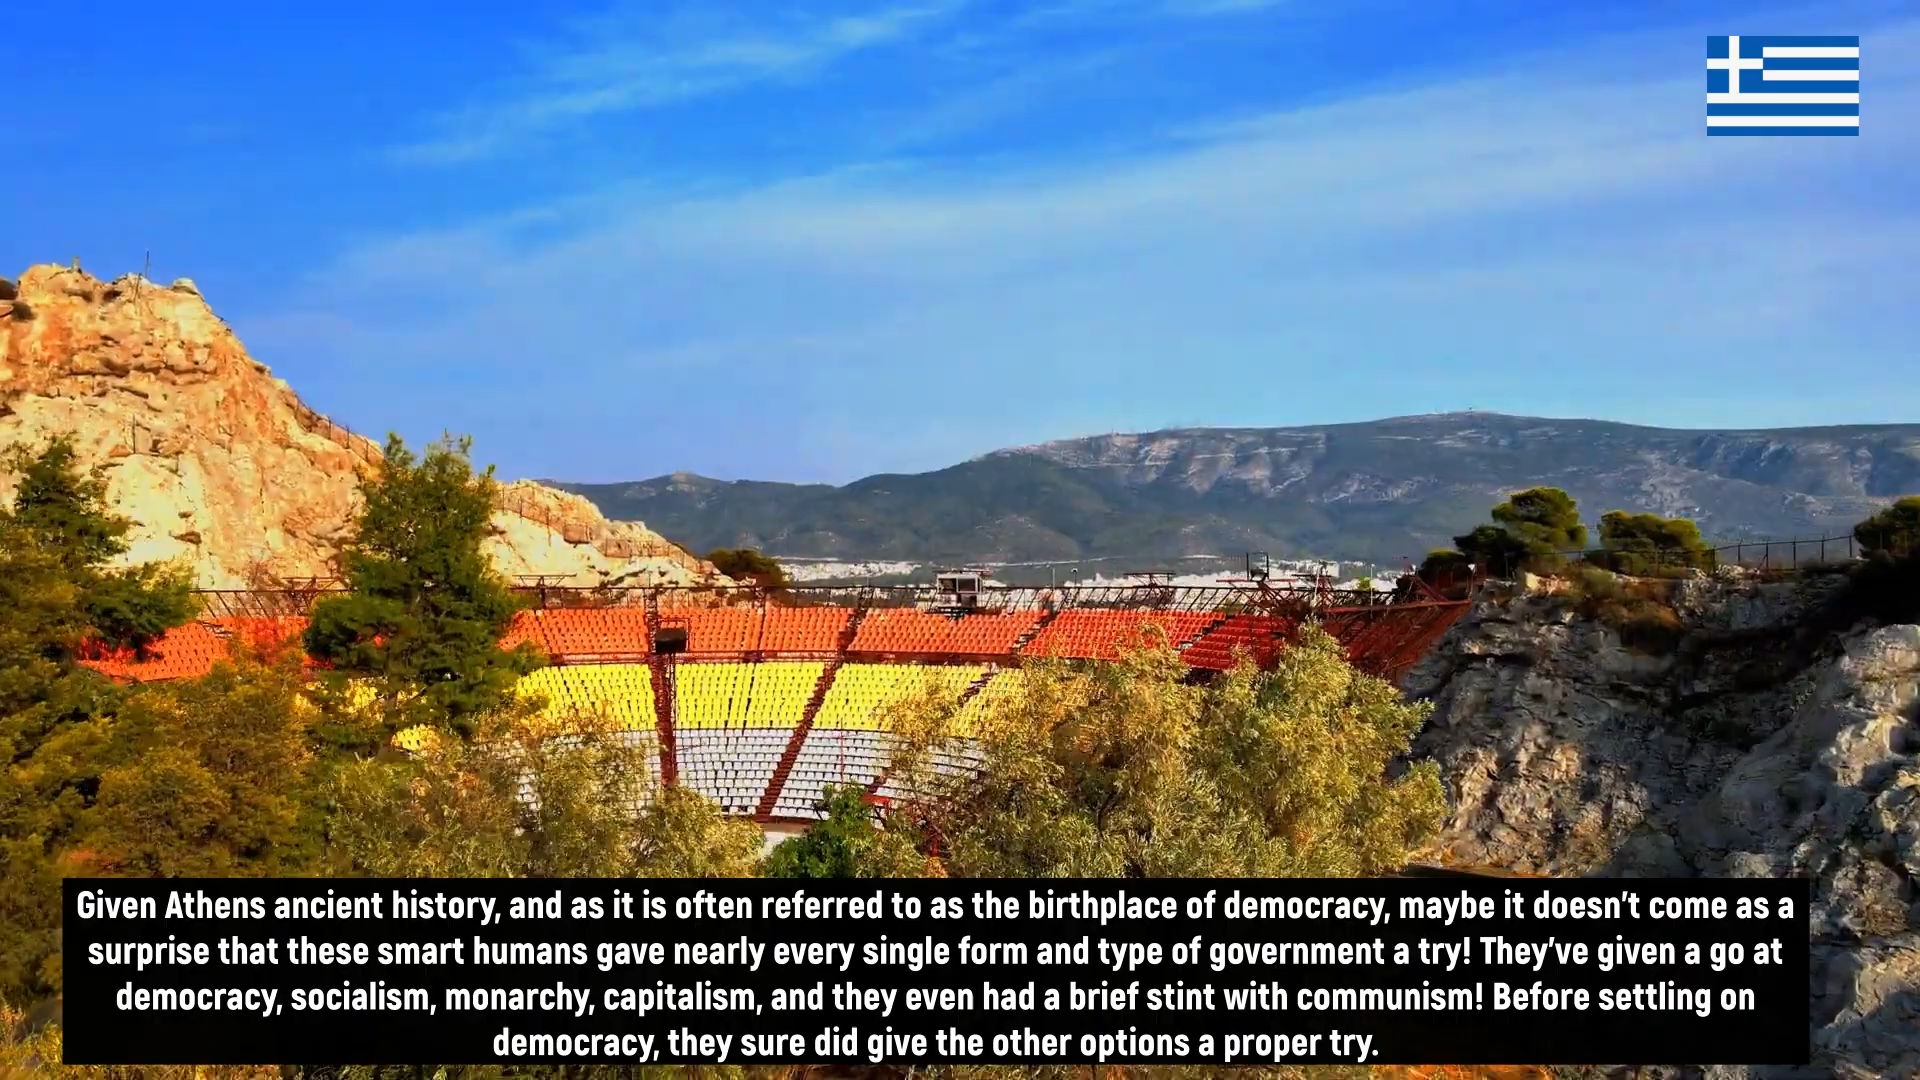 Given Athens ancient history, and as it is often referred to as the birthplace of democracy, maybe it doesn't come as a
surprise that these smart humans gave nearly every single form and type of government a try! They've given a go at
democracy, socialism, monarchy, capitalism, and they even had a brief stint with communism! Before settling on
democracy, they sure did give the other options a proper try.